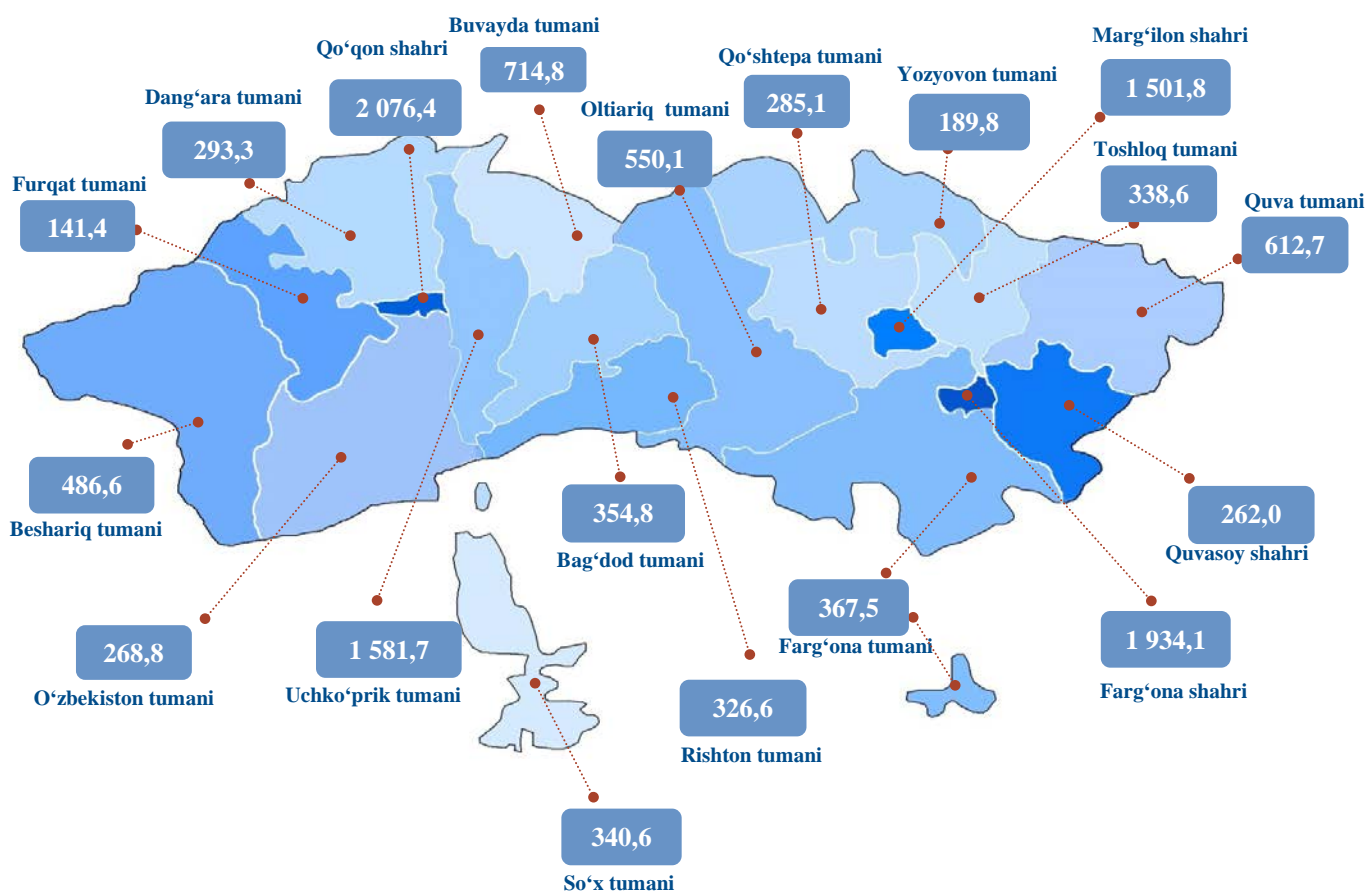 Buvayda tumani
714,8
Qo‘qon shahri
2 076,4
Dang‘ara tumani
293,3
Furqat tumani
141,4
Oltiariq tumani
550,1
Qo‘shtepa tumani
285,1
Yozyovon tumani
189,8
Marg‘ilon shahri
1 501,8
Toshloq tumani
338,6
Quva tumani
612,7
486,6
Beshariq tumani
268,8
O‘zbekiston tumani
1 581,7
Uchko‘prik tumani
354,8
Bag‘dod tumani
326,6
Rishton tumani
340,6
So‘x tumani
367,5
Farg‘ona tumani
262,0
Quvasoy shahri
1 934,1
Farg‘ona shahri